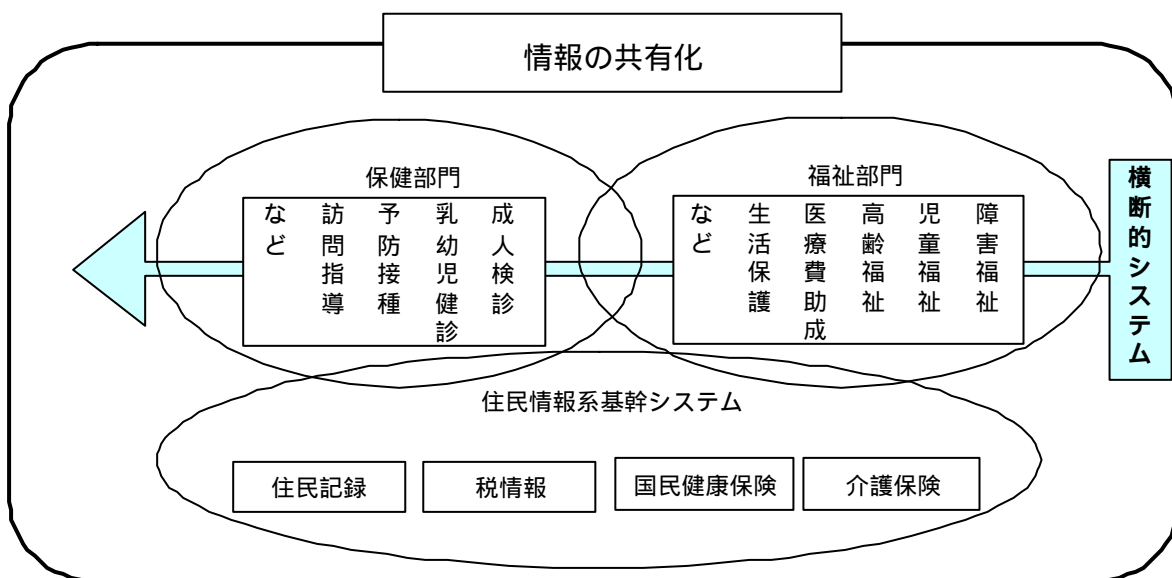 情報の共有化
保健部門
成人検診
乳幼児健診
予防接種
訪問指導
など
福祉部門
障害福祉
児童福祉
高齢福祉
医療費助成
生活保護
など
横断的システム
住民情報系基幹システム
住民記録
税情報
国民健康保険
介護保険